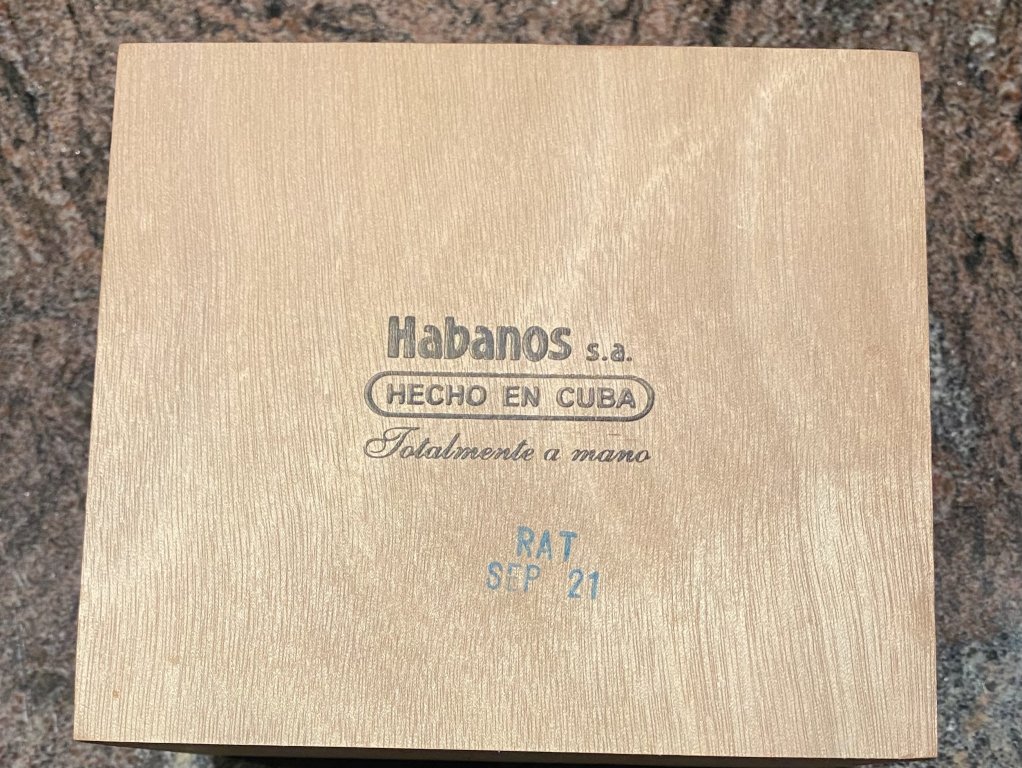 Habanos s.a.
HECHO EN CUBA
Totalmente a mano
RAT
SEP 21